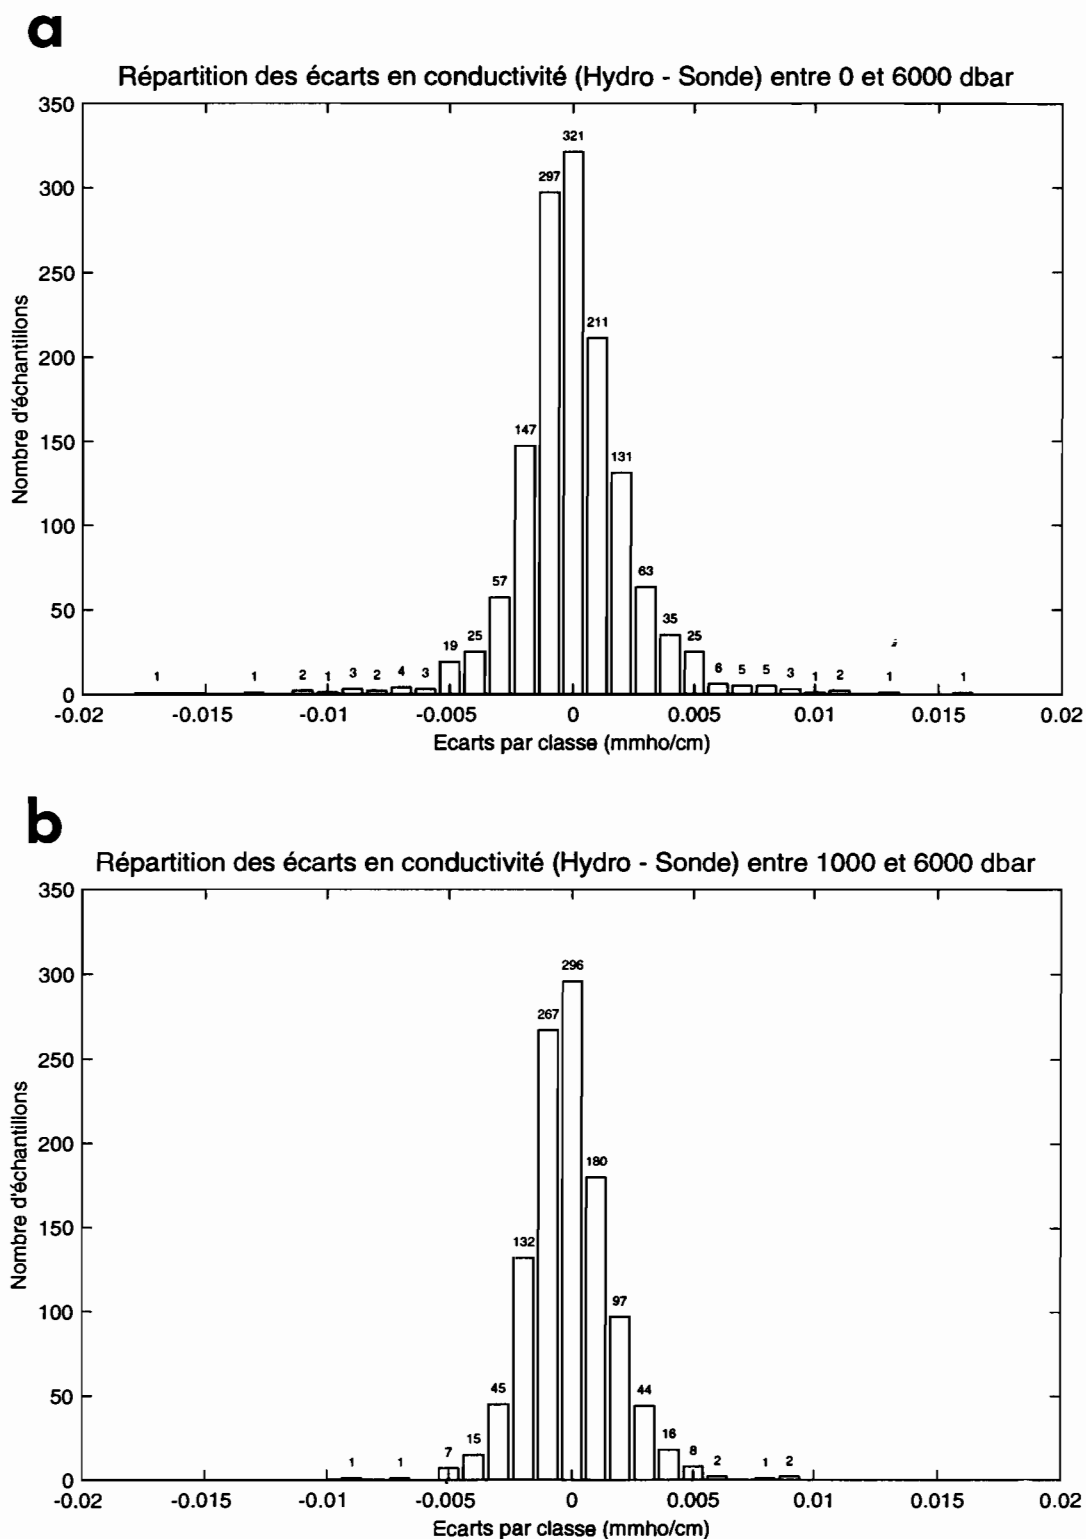 a
Répartition des écarts en conductivité (Hydro - Sonde) entre 0 et 6000 dbar
350
300
250
200
150
100
50
0
Nombre d'échantillons
1 1 2 1 3 2 4 3 19 25 57 147 297 321 211 131 63 35 25 6 5 5 3 1 2 1 1
-0.02 -0.015 -0.01 -0.005 0 0.005 0.01 0.015 0.02
Ecarts par classe (mmho/cm)
b
Répartition des écarts en conductivité (Hydro - Sonde) entre 1000 et 6000 dbar
350
300
250
200
150
100
50
0
Nombre d'échantillons
1 1 7 15 45 132 267 296 180 97 44 16 8 2 1 2
-0.02 -0.015 -0.01 -0.005 0 0.005 0.01 0.015 0.02
Ecarts par classe (mmho/cm)